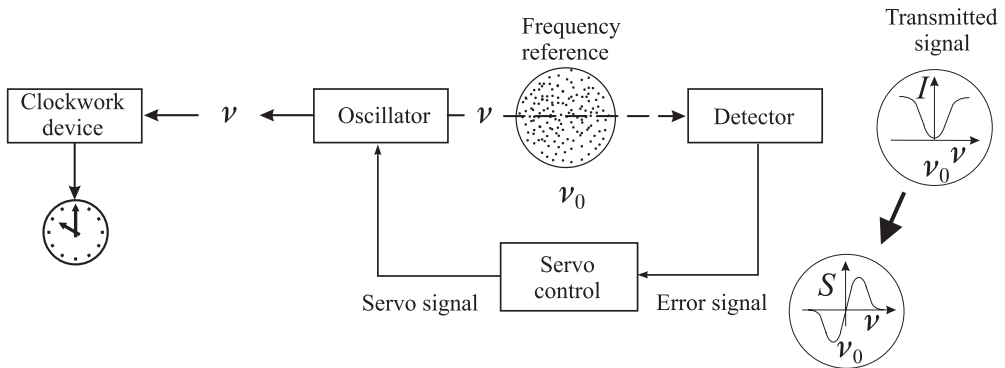 Frequency
reference
Transmitted
signal
Clockwork
device
ν
Oscillator
ν
Detector
I
ν
ν₀
ν₀
Servo
control
Servo signal
Error signal
S
ν
ν₀